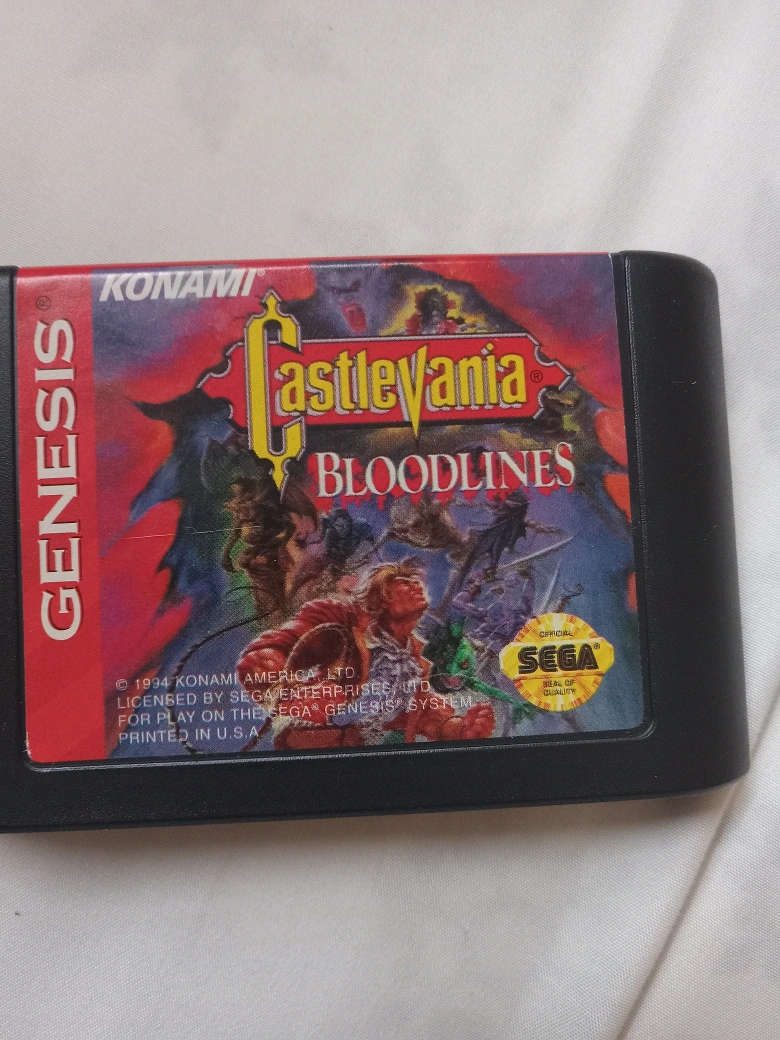 KONAMI®
GENESIS®
Castlevania®
BLOODLINES
OFFICIAL
SEGA®
SEAL OF
QUALITY
© 1994 KONAMI AMERICA, LTD.
LICENSED BY SEGA ENTERPRISES, LTD.
FOR PLAY ON THE SEGA® GENESIS® SYSTEM.
PRINTED IN U.S.A.